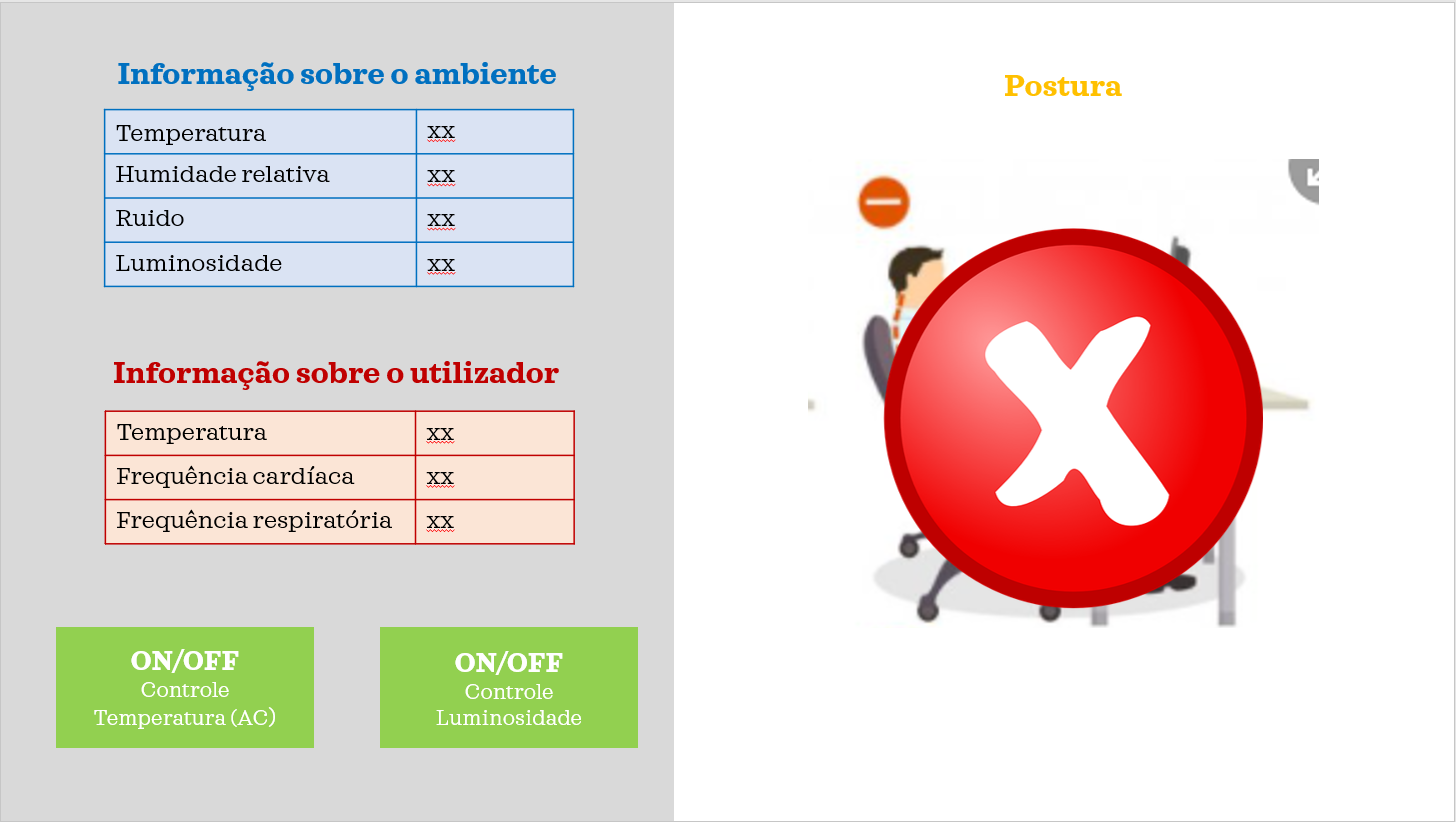 Informação sobre o ambiente
Temperatura xx
Humidade relativa xx
Ruido xx
Luminosidade xx
Informação sobre o utilizador
Temperatura xx
Frequência cardíaca xx
Frequência respiratória xx
ON/OFF
Controle
Temperatura (AC)
ON/OFF
Controle
Luminosidade
Postura